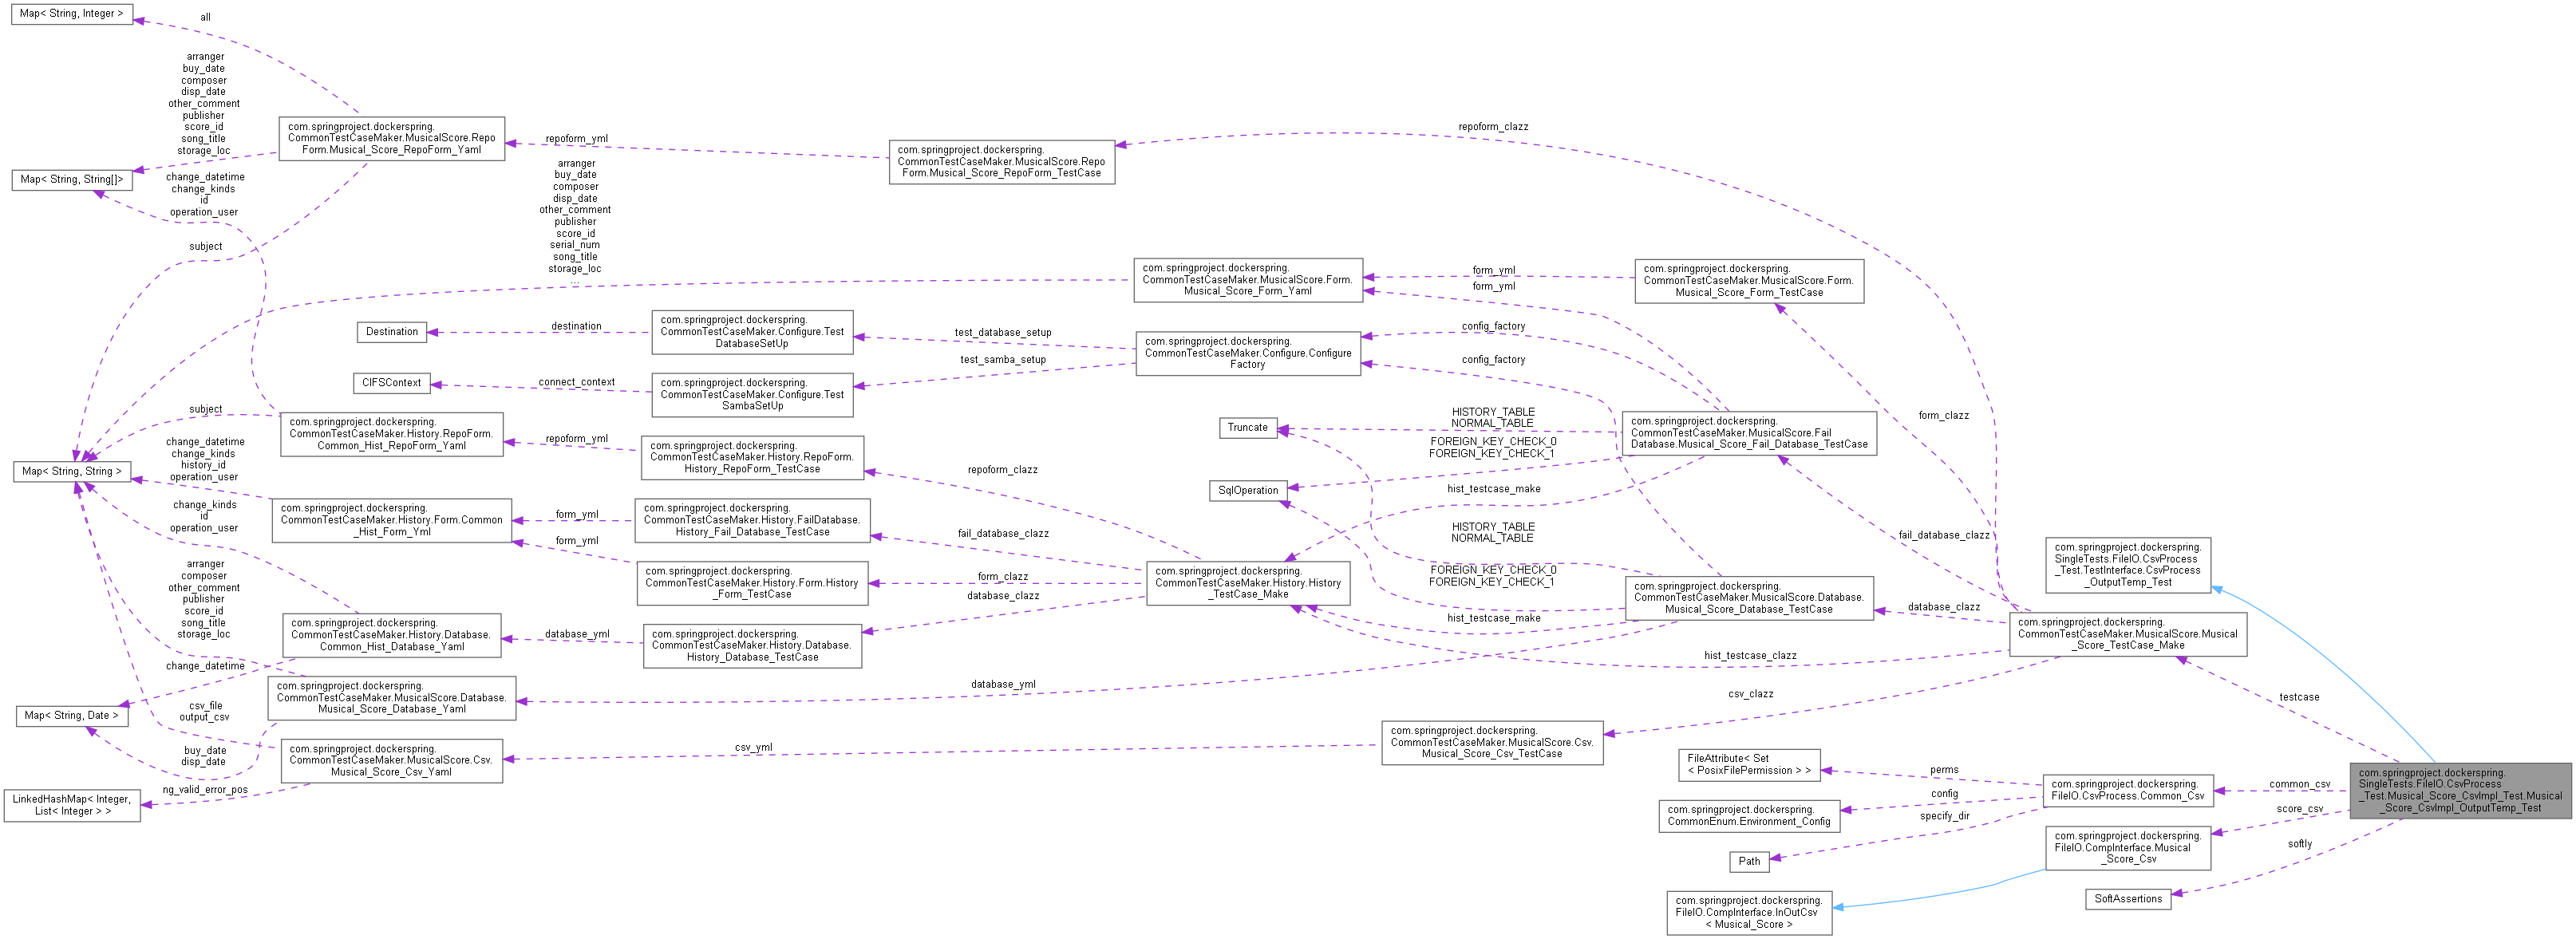 Map< String, Integer >
all
arranger
buy_date
composer
disp_date
other_comment
publisher
score_id
song_title
storage_loc
Map< String, String[]>
change_datetime
change_kinds
id
operation_user
subject
com.springproject.dockerspring.
CommonTestCaseMaker.MusicalScore.Repo
Form.Musical_Score_RepoForm_Yaml
repoform_yml
com.springproject.dockerspring.
CommonTestCaseMaker.MusicalScore.Repo
Form.Musical_Score_RepoForm_TestCase
repoform_clazz
arranger
buy_date
composer
disp_date
other_comment
publisher
score_id
serial_num
song_title
storage_loc
...
com.springproject.dockerspring.
CommonTestCaseMaker.MusicalScore.Form.
Musical_Score_Form_Yaml
form_yml
form_yml
com.springproject.dockerspring.
CommonTestCaseMaker.MusicalScore.Form.
Musical_Score_Form_TestCase
Destination
destination
com.springproject.dockerspring.
CommonTestCaseMaker.Configure.Test
DatabaseSetUp
test_database_setup
com.springproject.dockerspring.
CommonTestCaseMaker.Configure.Configure
Factory
config_factory
config_factory
CIFSContext
connect_context
com.springproject.dockerspring.
CommonTestCaseMaker.Configure.Test
SambaSetUp
test_samba_setup
form_clazz
subject
com.springproject.dockerspring.
CommonTestCaseMaker.History.RepoForm.
Common_Hist_RepoForm_Yaml
repoform_yml
com.springproject.dockerspring.
CommonTestCaseMaker.History.RepoForm.
History_RepoForm_TestCase
repoform_clazz
Truncate
HISTORY_TABLE
NORMAL_TABLE
FOREIGN_KEY_CHECK_0
FOREIGN_KEY_CHECK_1
com.springproject.dockerspring.
CommonTestCaseMaker.MusicalScore.Fail
Database.Musical_Score_Fail_Database_TestCase
Map< String, String >
change_datetime
change_kinds
history_id
operation_user
SqlOperation
hist_testcase_make
change_kinds
id
operation_user
com.springproject.dockerspring.
CommonTestCaseMaker.History.Form.Common
_Hist_Form_Yml
form_yml
form_yml
com.springproject.dockerspring.
CommonTestCaseMaker.History.FailDatabase.
History_Fail_Database_TestCase
fail_database_clazz
HISTORY_TABLE
NORMAL_TABLE
fail_database_clazz
com.springproject.dockerspring.
SingleTests.FileIO.CsvProcess
_Test.TestInterface.CsvProcess
_OutputTemp_Test
arranger
composer
other_comment
publisher
score_id
song_title
storage_loc
com.springproject.dockerspring.
CommonTestCaseMaker.History.Form.History
_Form_TestCase
form_clazz
database_clazz
com.springproject.dockerspring.
CommonTestCaseMaker.History.History
_TestCase_Make
FOREIGN_KEY_CHECK_0
FOREIGN_KEY_CHECK_1
hist_testcase_make
com.springproject.dockerspring.
CommonTestCaseMaker.MusicalScore.Database.
Musical_Score_Database_TestCase
database_clazz
com.springproject.dockerspring.
CommonTestCaseMaker.MusicalScore.Musical
_Score_TestCase_Make
com.springproject.dockerspring.
CommonTestCaseMaker.History.Database.
Common_Hist_Database_Yaml
database_yml
com.springproject.dockerspring.
CommonTestCaseMaker.History.Database.
History_Database_TestCase
hist_testcase_clazz
change_datetime
com.springproject.dockerspring.
CommonTestCaseMaker.MusicalScore.Database.
Musical_Score_Database_Yaml
database_yml
csv_clazz
testcase
Map< String, Date >
csv_file
output_csv
buy_date
disp_date
com.springproject.dockerspring.
CommonTestCaseMaker.MusicalScore.Csv.
Musical_Score_Csv_Yaml
csv_yml
com.springproject.dockerspring.
CommonTestCaseMaker.MusicalScore.Csv.
Musical_Score_Csv_TestCase
LinkedHashMap< Integer,
List< Integer > >
ng_valid_error_pos
FileAttribute< Set
< PosixFilePermission > >
perms
com.springproject.dockerspring.
CommonEnum.Environment_Config
config
specify_dir
Path
com.springproject.dockerspring.
FileIO.CsvProcess.Common_Csv
common_csv
score_csv
softly
com.springproject.dockerspring.
SingleTests.FileIO.CsvProcess
_Test.Musical_Score_CsvImpl_Test.Musical
_Score_CsvImpl_OutputTemp_Test
com.springproject.dockerspring.
FileIO.CompInterface.Musical
_Score_Csv
SoftAssertions
com.springproject.dockerspring.
FileIO.CompInterface.InOutCsv
< Musical_Score >